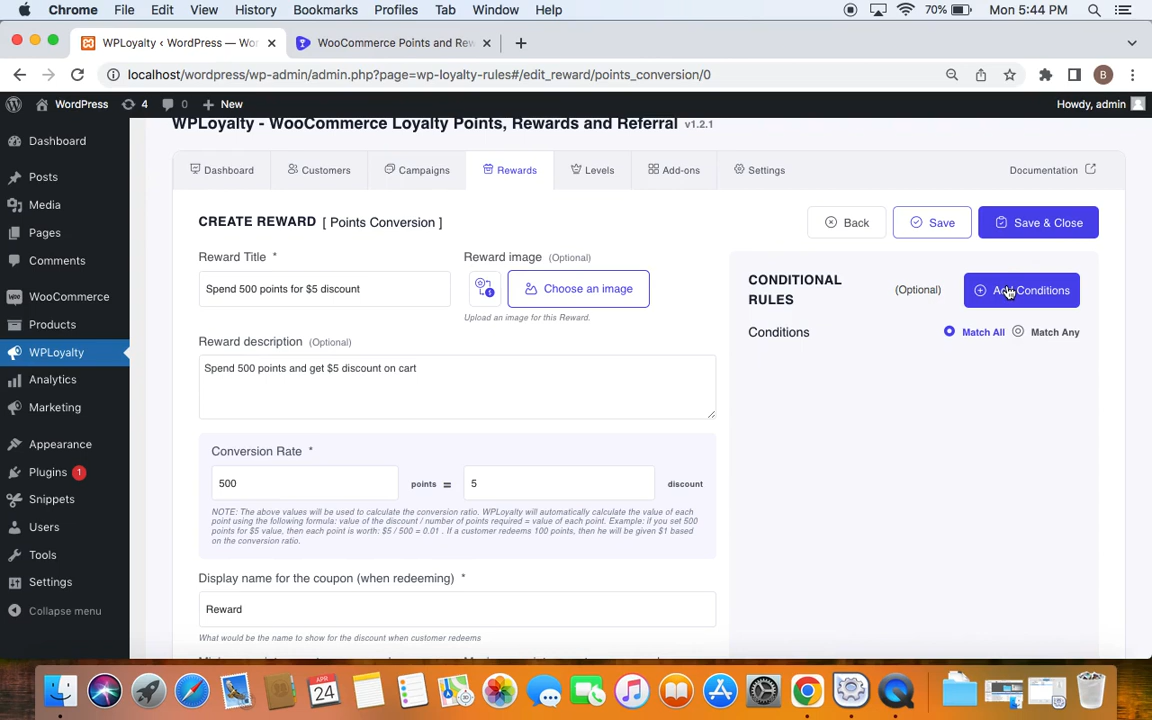 Chrome File Edit View History Bookmarks Profiles Tab Window Help 70% Mon 5:44 PM
WPLoyalty ‹ WordPress — Wor WooCommerce Points and Rew
localhost/wordpress/wp-admin/admin.php?page=wp-loyalty-rules#/edit_reward/points_conversion/0 B
WordPress 4 0 New Howdy, admin
WPLoyalty - WooCommerce Loyalty Points, Rewards and Referral v1.2.1
Dashboard
Posts
Media
Pages
Comments
WooCommerce
Products
WPLoyalty
Analytics
Marketing
Appearance
Plugins 1
Snippets
Users
Tools
Settings
Collapse menu
Dashboard Customers Campaigns Rewards Levels Add-ons Settings Documentation
CREATE REWARD [ Points Conversion ] Back Save Save & Close
Reward Title * Reward image (Optional)
Spend 500 points for $5 discount Choose an image
Upload an image for this Reward.
Reward description (Optional)
Spend 500 points and get $5 discount on cart
Conversion Rate *
500 points = 5 discount
NOTE: The above values will be used to calculate the conversion ratio. WPLoyalty will automatically calculate the value of each
point using the following formula: value of the discount / number of points required = value of each point. Example: if you set 500
points for $5 value, then each point is worth: $5 / 500 = 0.01 . If a customer redeems 100 points, then he will be given $1 based
on the conversion ratio.
Display name for the coupon (when redeeming) *
Reward
What would be the name to show for the discount when customer redeems
CONDITIONAL
RULES (Optional) Add Conditions
Conditions Match All Match Any
APR
24